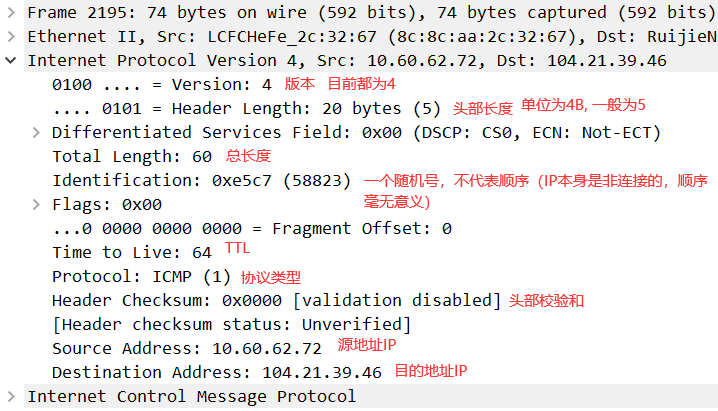 Frame 2195: 74 bytes on wire (592 bits), 74 bytes captured (592 bits)
Ethernet II, Src: LCFCHeFe_2c:32:67 (8c:8c:aa:2c:32:67), Dst: RuijieN
Internet Protocol Version 4, Src: 10.60.62.72, Dst: 104.21.39.46
0100 .... = Version: 4 版本 目前都为4
.... 0101 = Header Length: 20 bytes (5) 头部长度 单位为4B, 一般为5
Differentiated Services Field: 0x00 (DSCP: CS0, ECN: Not-ECT)
Total Length: 60 总长度
Identification: 0xe5c7 (58823) 一个随机号，不代表顺序（IP本身是非连接的，顺序
Flags: 0x00 毫无意义）
...0 0000 0000 0000 = Fragment Offset: 0
Time to Live: 64 TTL
Protocol: ICMP (1) 协议类型
Header Checksum: 0x0000 [validation disabled] 头部校验和
[Header checksum status: Unverified]
Source Address: 10.60.62.72 源地址IP
Destination Address: 104.21.39.46 目的地址IP
Internet Control Message Protocol